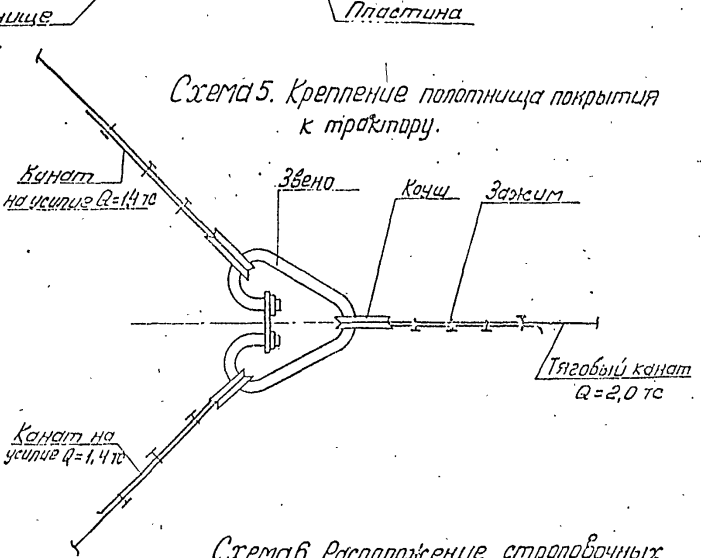 нище
Пластина
Схема 5. Крепление полотнища покрытия
к трактору.
Канат
на усилие Q=1,4 тс
Звено
Коуш
Зажим
Тяговый канат
Q=2,0 тс
Канат на
усилие Q=1,4 тс
Схема 6. Расположение строповочных